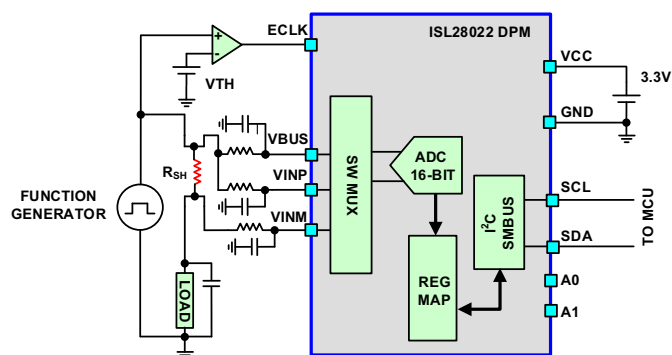 ECLK
ISL28022 DPM
VTH
VCC
3.3V
GND
VBUS
RSH
VINP
VINM
SW MUX
ADC
16-BIT
FUNCTION
GENERATOR
LOAD
REG
MAP
I2C
SMBUS
SCL
SDA
TO MCU
A0
A1
+
-